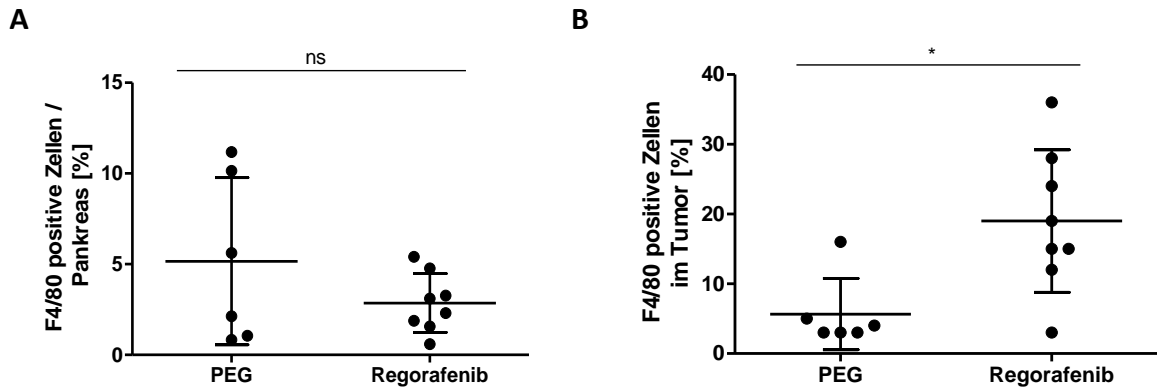 A
ns
F4/80 positive Zellen /
Pankreas [%]
15
10
5
0
PEG
Regorafenib
B
*
F4/80 positive Zellen
im Tumor [%]
40
30
20
10
0
PEG
Regorafenib